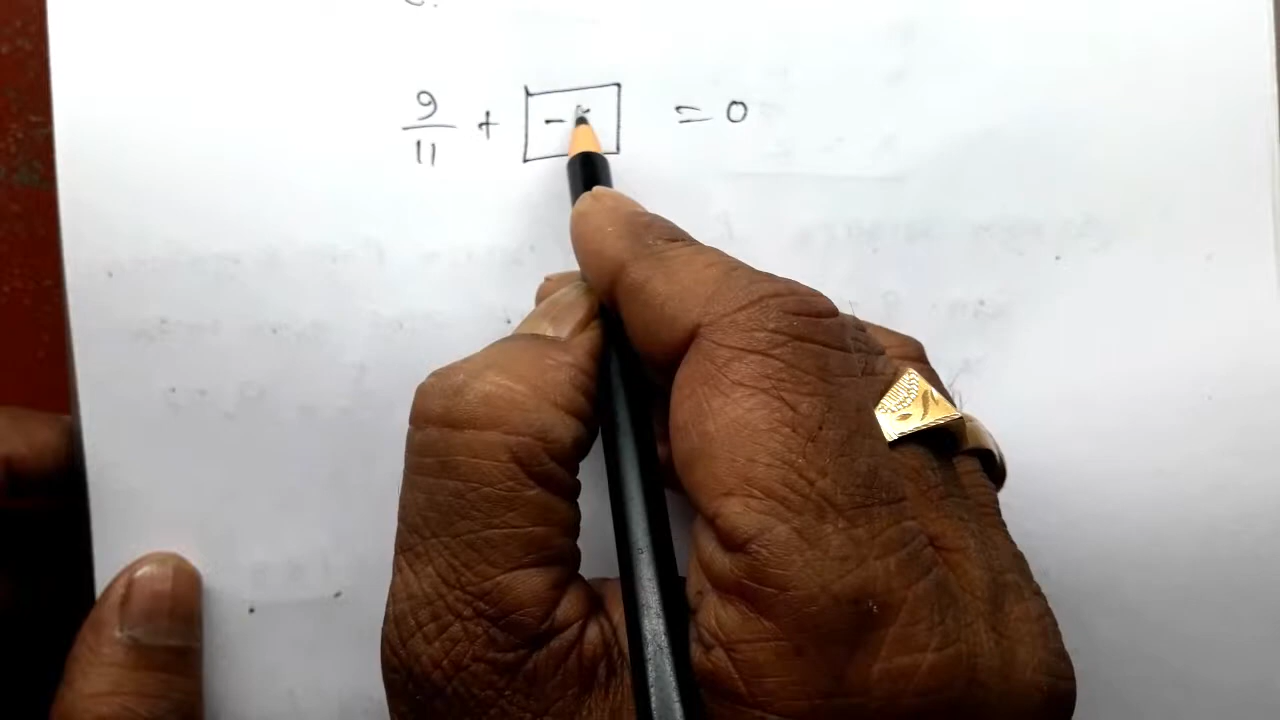 9/11 + - = 0